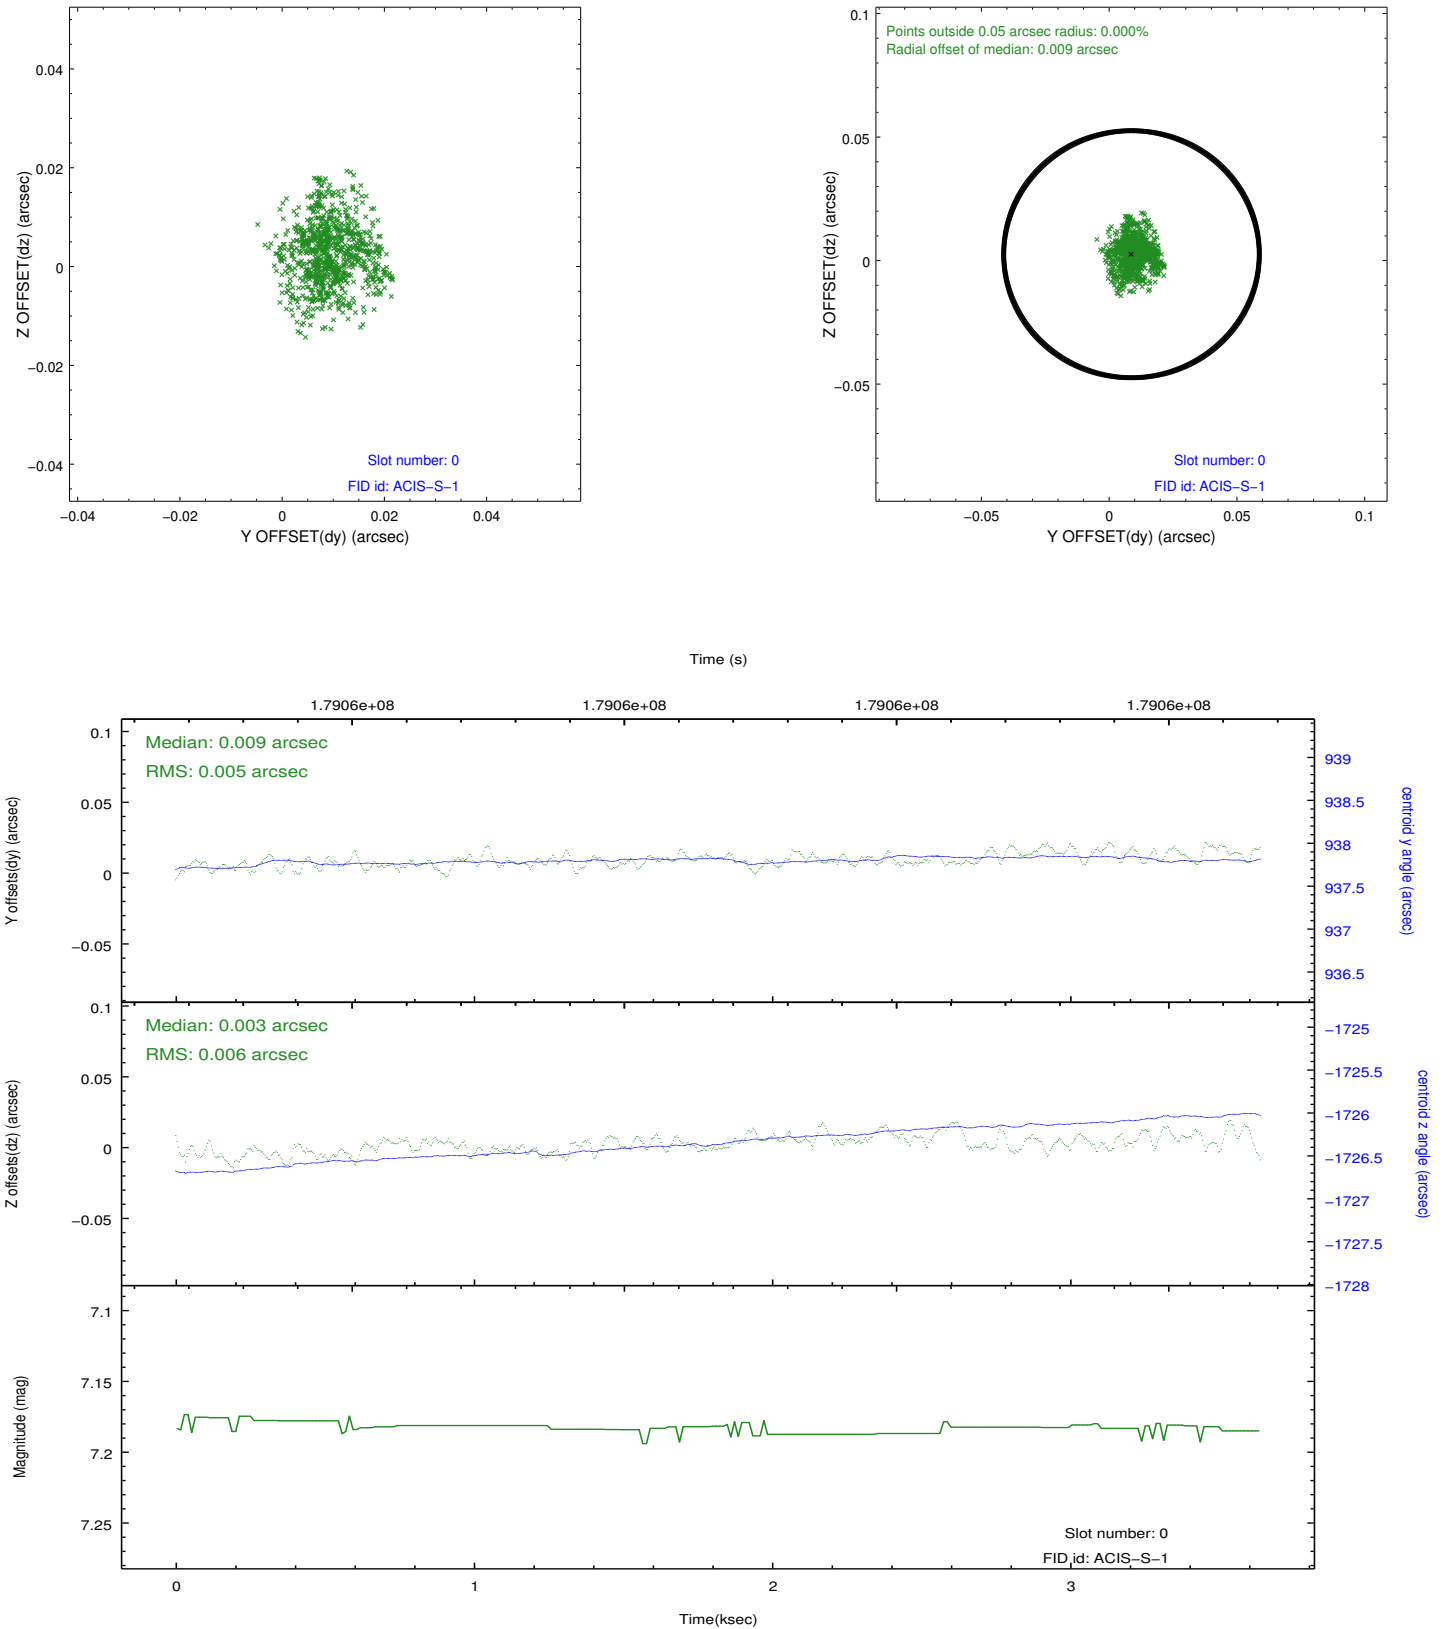 0.04
0.02
0
−0.02
−0.04
Z OFFSET(dz) (arcsec)
Slot number: 0
FID id: ACIS−S−1
−0.04
−0.02
0
0.02
0.04
Y OFFSET(dy) (arcsec)
Points outside 0.05 arcsec radius: 0.000%
Radial offset of median: 0.009 arcsec
0.1
0.05
0
−0.05
Z OFFSET(dz) (arcsec)
Slot number: 0
FID id: ACIS−S−1
−0.05
0
0.05
0.1
Y OFFSET(dy) (arcsec)
Time (s)
1.7906e+08
1.7906e+08
1.7906e+08
1.7906e+08
Median: 0.009 arcsec
RMS: 0.005 arcsec
0.1
0.05
0
−0.05
Y offsets(dy) (arcsec)
939
938.5
938
937.5
937
936.5
centroid y angle (arcsec)
Median: 0.003 arcsec
RMS: 0.006 arcsec
0.1
0.05
0
−0.05
Z offsets(dz) (arcsec)
−1725
−1725.5
−1726
−1726.5
−1727
−1727.5
−1728
centroid z angle (arcsec)
7.1
7.15
7.2
7.25
Magnitude (mag)
Slot number: 0
FID id: ACIS−S−1
0
1
2
3
Time(ksec)